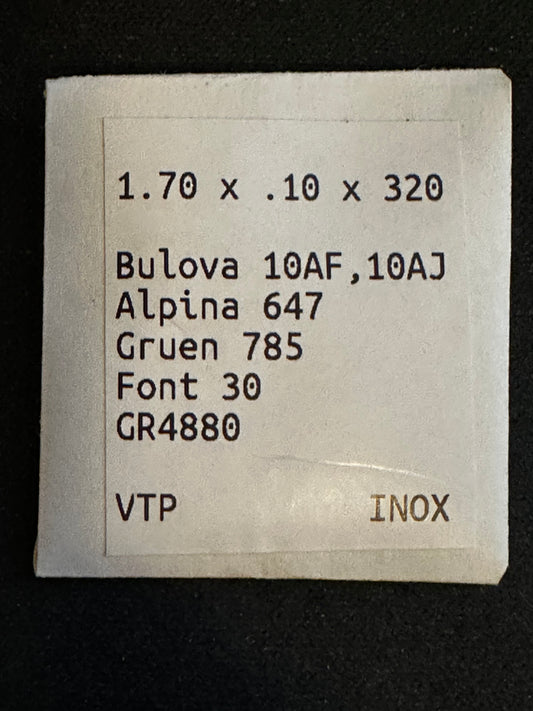 1.70 x .10 x 320
Bulova 10AF,10AJ
Alpina 647
Gruen 785
Font 30
GR4880
VTP INOX